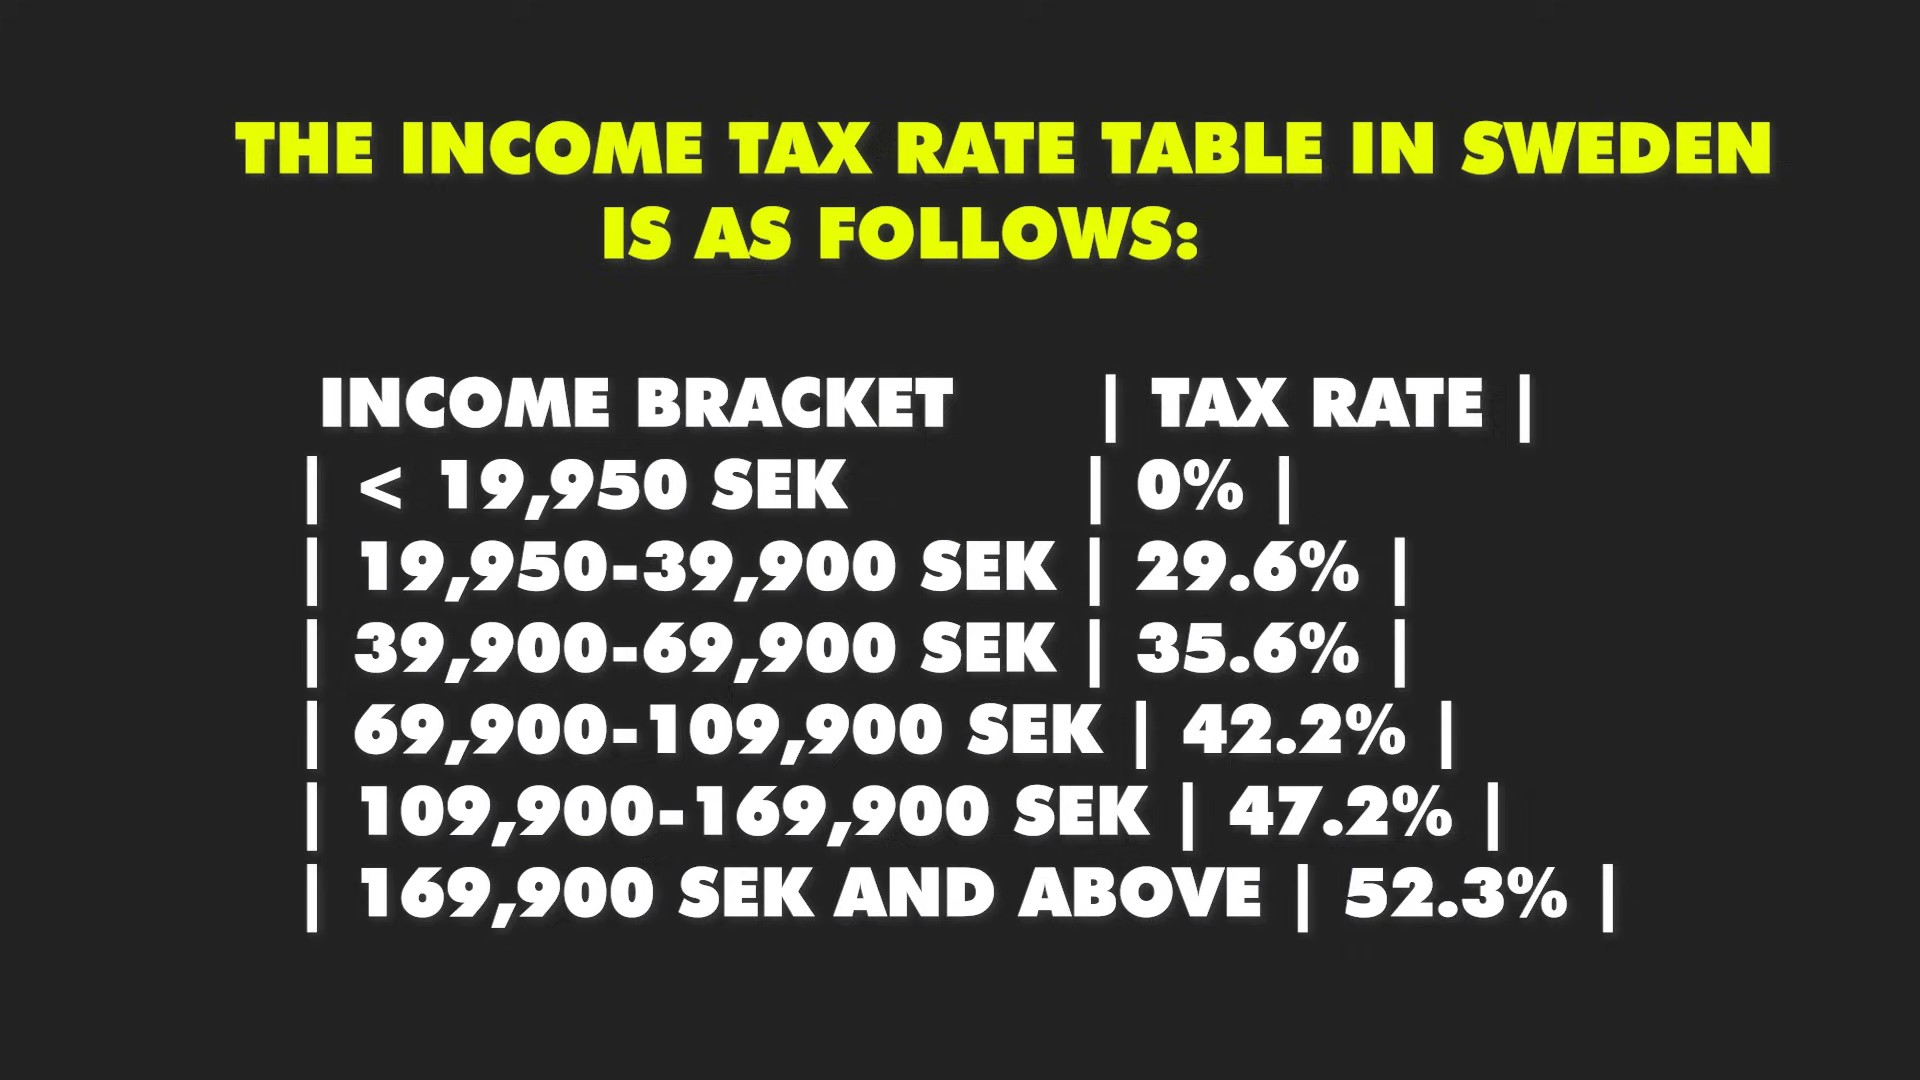 THE INCOME TAX RATE TABLE IN SWEDEN
IS AS FOLLOWS:
INCOME BRACKET | TAX RATE |
| < 19,950 SEK | 0% |
| 19,950-39,900 SEK | 29.6% |
| 39,900-69,900 SEK | 35.6% |
| 69,900-109,900 SEK | 42.2% |
| 109,900-169,900 SEK | 47.2% |
| 169,900 SEK AND ABOVE | 52.3% |